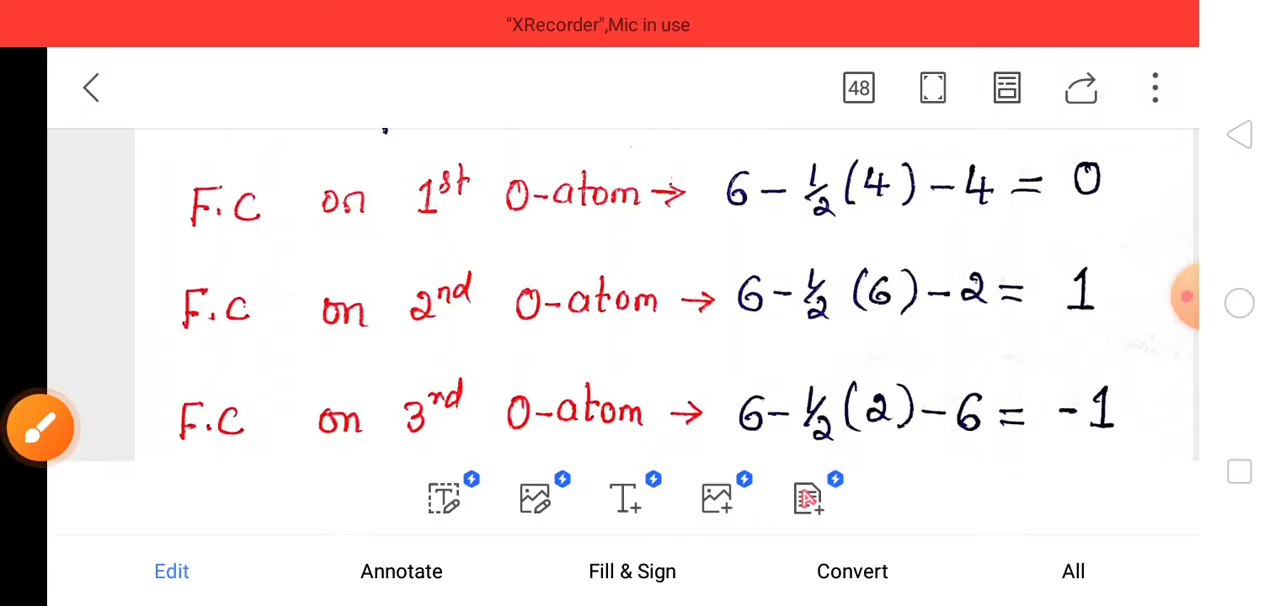 "XRecorder",Mic in use
48
F.C on 1st O-atom → 6 - 1/2 (4) - 4 = 0
F.C on 2nd O-atom → 6 - 1/2 (6) - 2 = 1
F.C on 3rd O-atom → 6 - 1/2 (2) - 6 = -1
Edit Annotate Fill & Sign Convert All